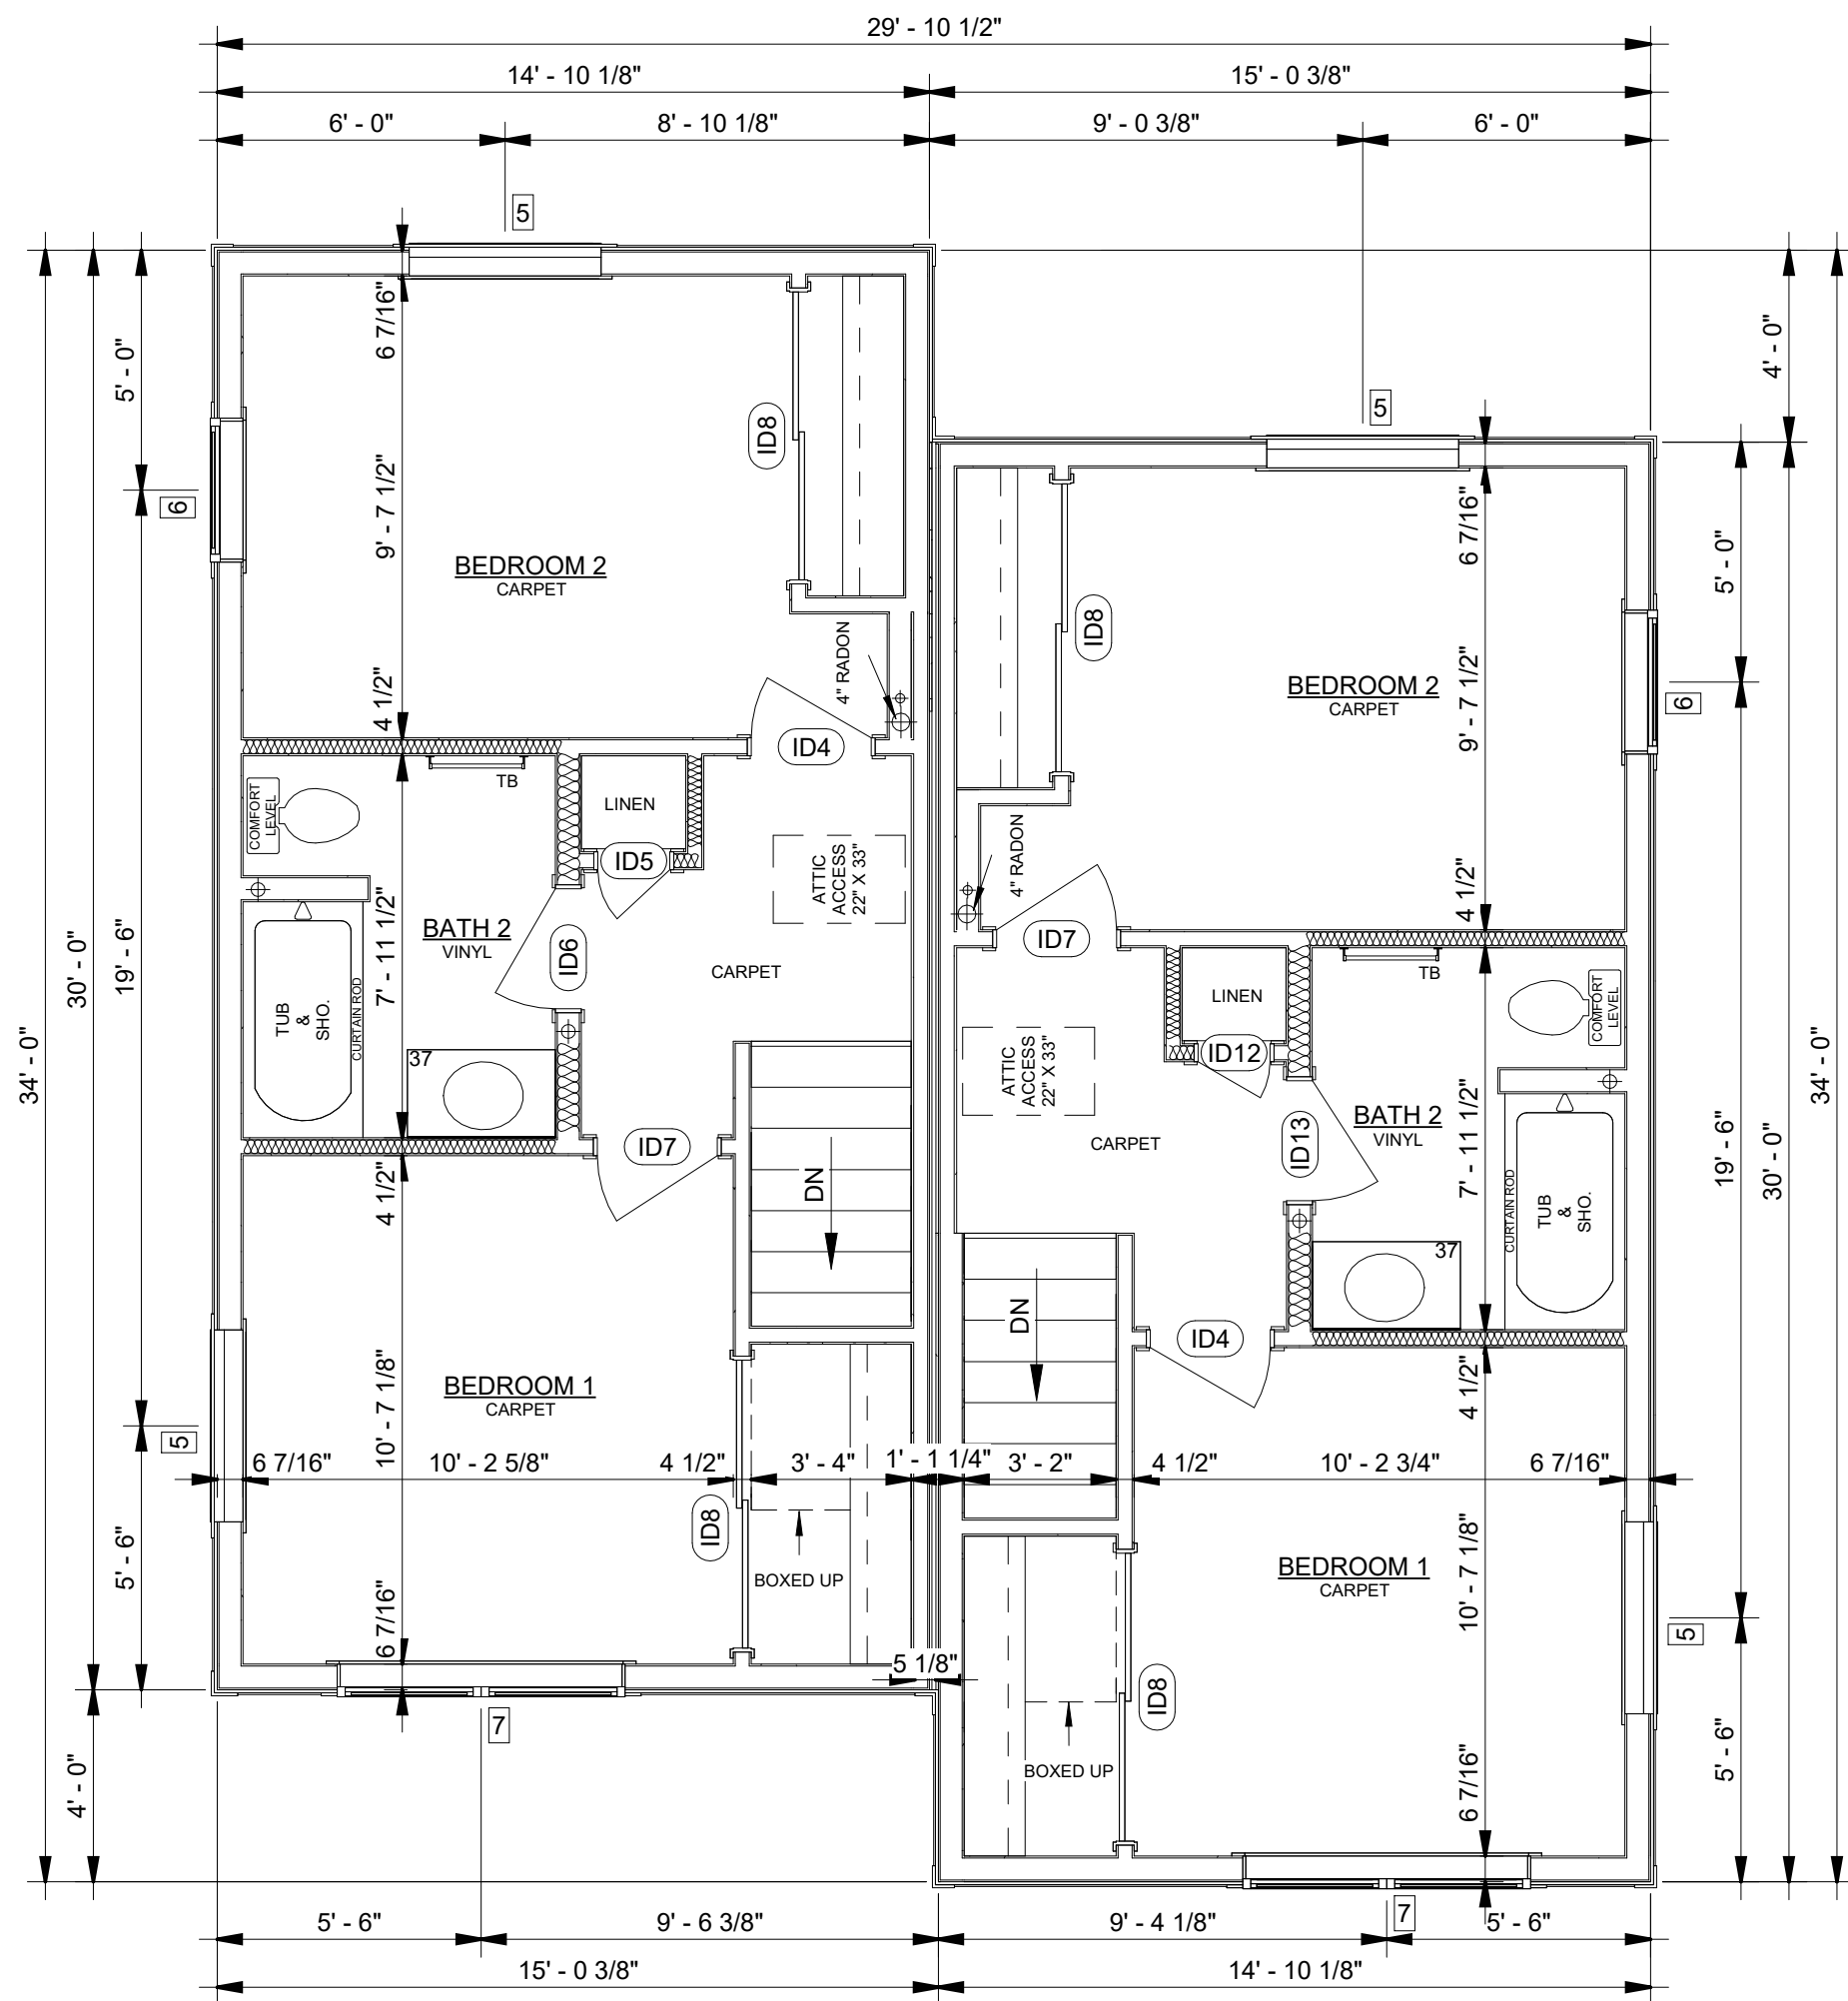 29' - 10 1/2"
14' - 10 1/8"
15' - 0 3/8"
6' - 0"
8' - 10 1/8"
9' - 0 3/8"
6' - 0"
5
5
34' - 0"
30' - 0"
5' - 0"
19' - 6"
5' - 6"
4' - 0"
6
5
6 7/16"
9' - 7 1/2"
4 1/2"
BEDROOM 2
CARPET
ID8
4" RADON
ID4
COMFORT
LEVEL
TB
LINEN
ID5
ATTIC
ACCESS
22" X 33"
7' - 11 1/2"
BATH 2
VINYL
ID6
CARPET
TUB
&
SHO.
CURTAIN ROD
37
ID7
DN
4 1/2"
10' - 7 1/8"
BEDROOM 1
CARPET
6 7/16"
10' - 2 5/8"
4 1/2"
3' - 4"
1' - 1 1/4"
3' - 2"
4 1/2"
10' - 2 3/4"
6 7/16"
ID8
BOXED UP
6 7/16"
5 1/8"
7
6 7/16"
9' - 7 1/2"
4 1/2"
BEDROOM 2
CARPET
ID8
4" RADON
ID7
LINEN
ID12
TB
COMFORT
LEVEL
ATTIC
ACCESS
22" X 33"
CARPET
ID13
BATH 2
VINYL
7' - 11 1/2"
CURTAIN ROD
TUB
&
SHO.
37
DN
ID4
4 1/2"
10' - 7 1/8"
BEDROOM 1
CARPET
ID8
BOXED UP
6 7/16"
7
6
5
4' - 0"
5' - 0"
19' - 6"
30' - 0"
34' - 0"
5' - 6"
5' - 6"
9' - 6 3/8"
9' - 4 1/8"
5' - 6"
15' - 0 3/8"
14' - 10 1/8"